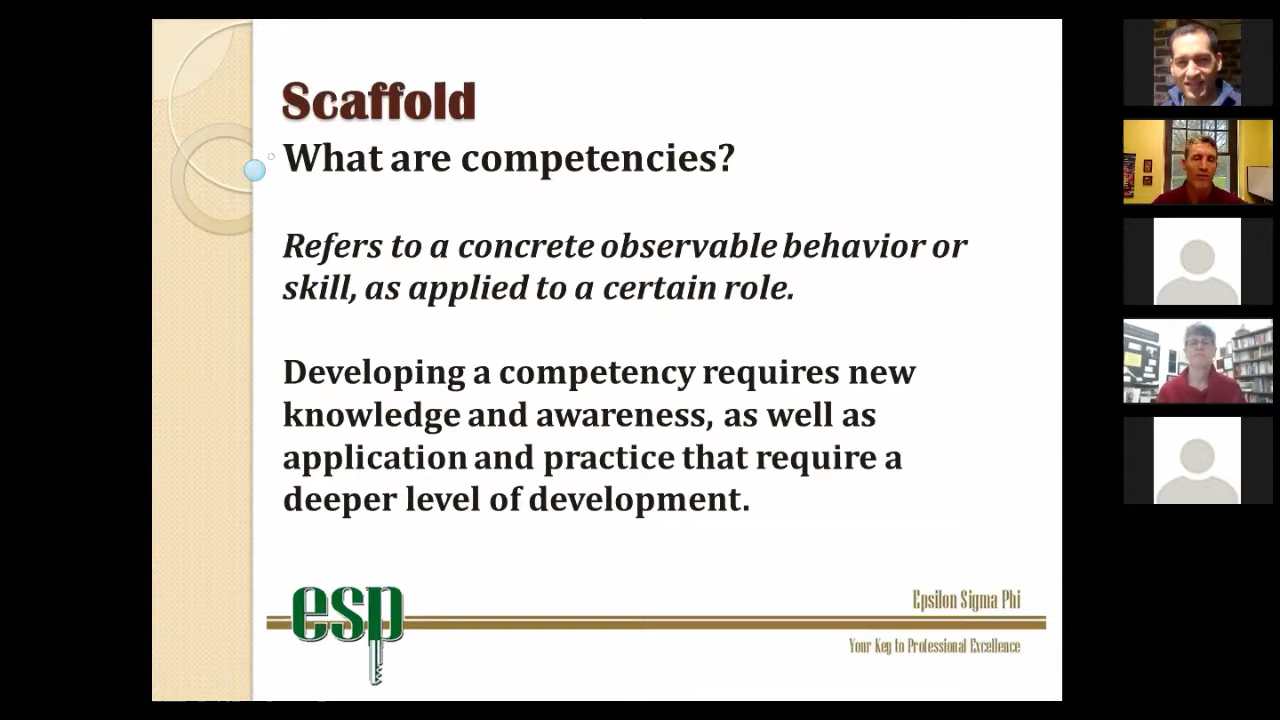 Scaffold
What are competencies?
Refers to a concrete observable behavior or
skill, as applied to a certain role.
Developing a competency requires new
knowledge and awareness, as well as
application and practice that require a
deeper level of development.
esp
Epsilon Sigma Phi
Your Key to Professional Excellence